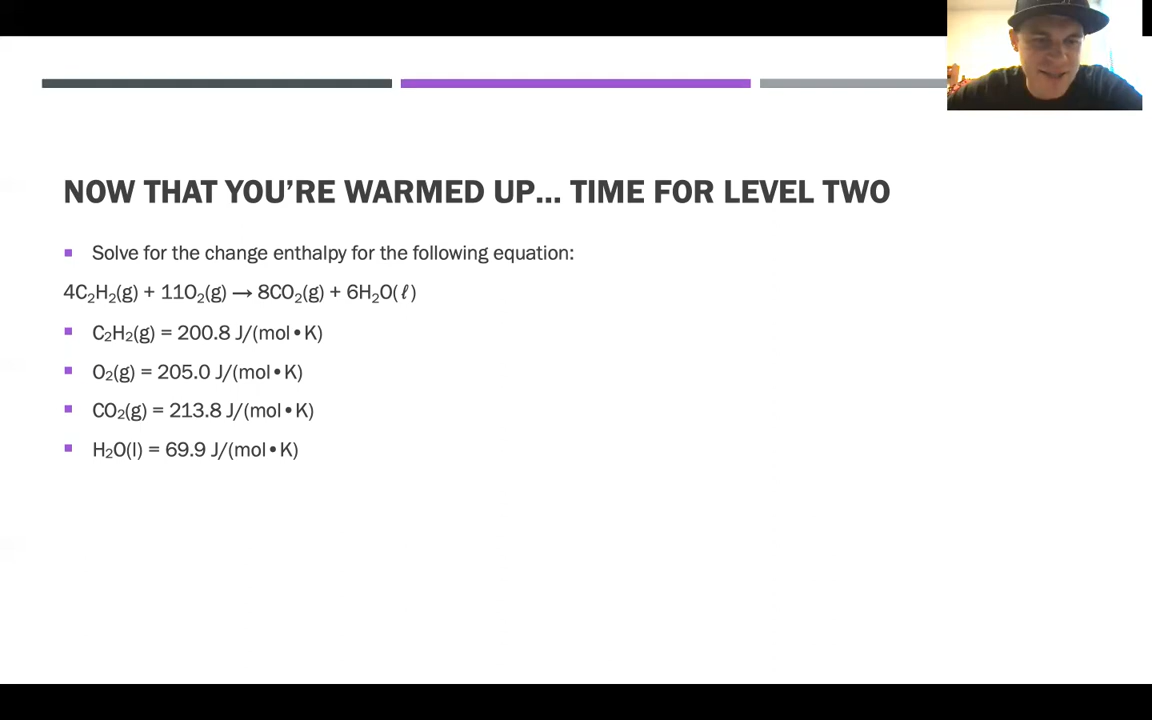 NOW THAT YOU’RE WARMED UP… TIME FOR LEVEL TWO
▪ Solve for the change enthalpy for the following equation:
4C₂H₂(g) + 11O₂(g) → 8CO₂(g) + 6H₂O(ℓ)
▪ C₂H₂(g) = 200.8 J/(mol•K)
▪ O₂(g) = 205.0 J/(mol•K)
▪ CO₂(g) = 213.8 J/(mol•K)
▪ H₂O(l) = 69.9 J/(mol•K)